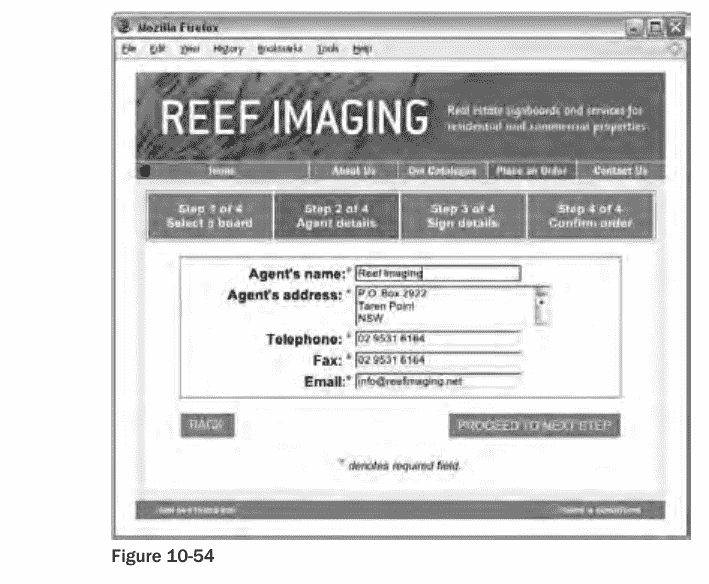 Mozilla Firefox
File Edit View History Bookmarks Tools Help
REEF IMAGING
Real estate signboards and services for
residential and commercial properties
Home About Us Our Catalogue Place an Order Contact Us
Step 1 of 4 Step 2 of 4 Step 3 of 4 Step 4 of 4
Select a board Agent details Sign details Confirm order
Agent's name:* Reef Imaging
Agent's address: * P.O. Box 2922
Taren Point
NSW
Telephone: * 02 9531 6164
Fax: * 02 9531 6164
Email:* info@reefimaging.net
BACK PROCEED TO NEXT STEP
* denotes required field.
Figure 10-54